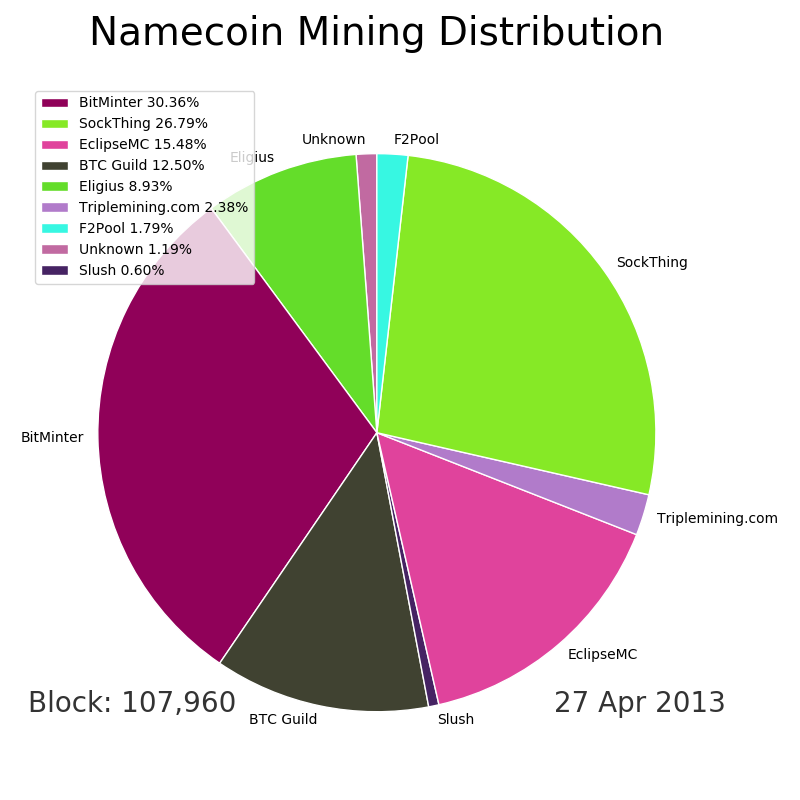 Namecoin Mining Distribution
BitMinter 30.36%
SockThing 26.79%
EclipseMC 15.48%
BTC Guild 12.50%
Eligius 8.93%
Triplemining.com 2.38%
F2Pool 1.79%
Unknown 1.19%
Slush 0.60%
Unknown
F2Pool
Eligius
SockThing
BitMinter
Triplemining.com
EclipseMC
BTC Guild
Slush
Block: 107,960
27 Apr 2013